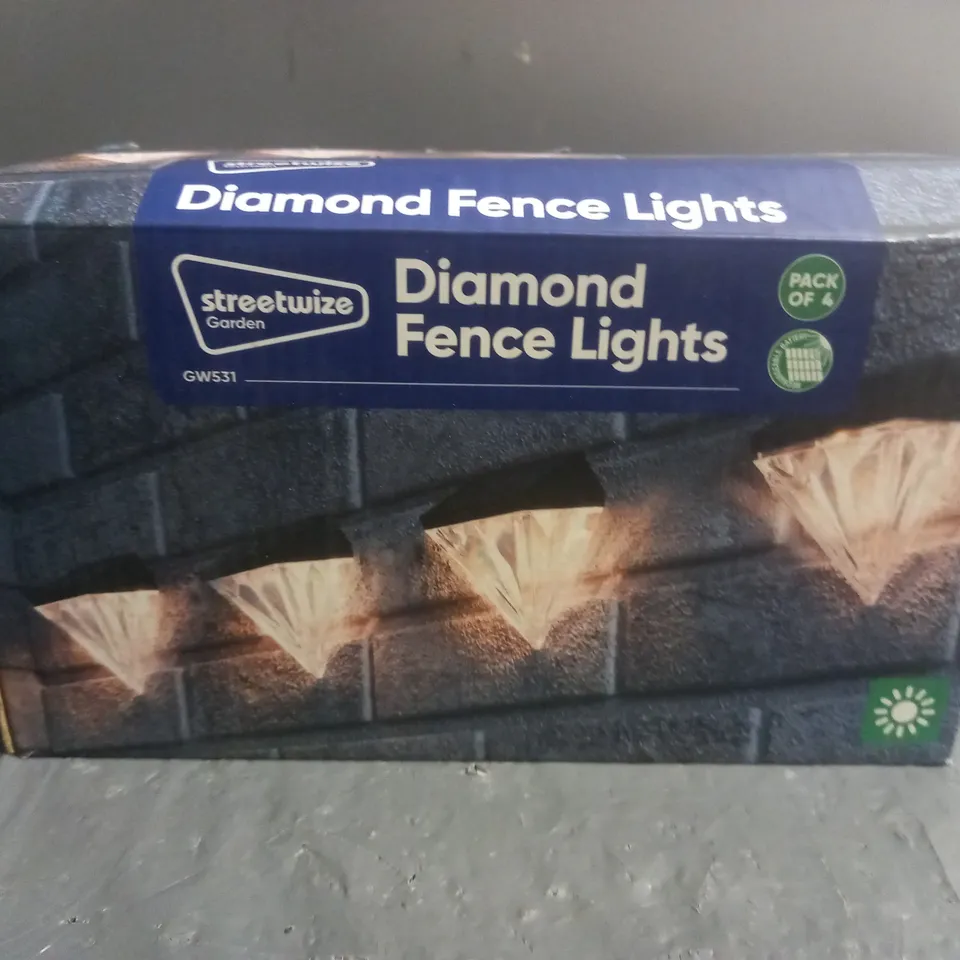 Diamond Fence Lights
streetwize
Garden
Diamond
Fence Lights
PACK
OF 4
GW531